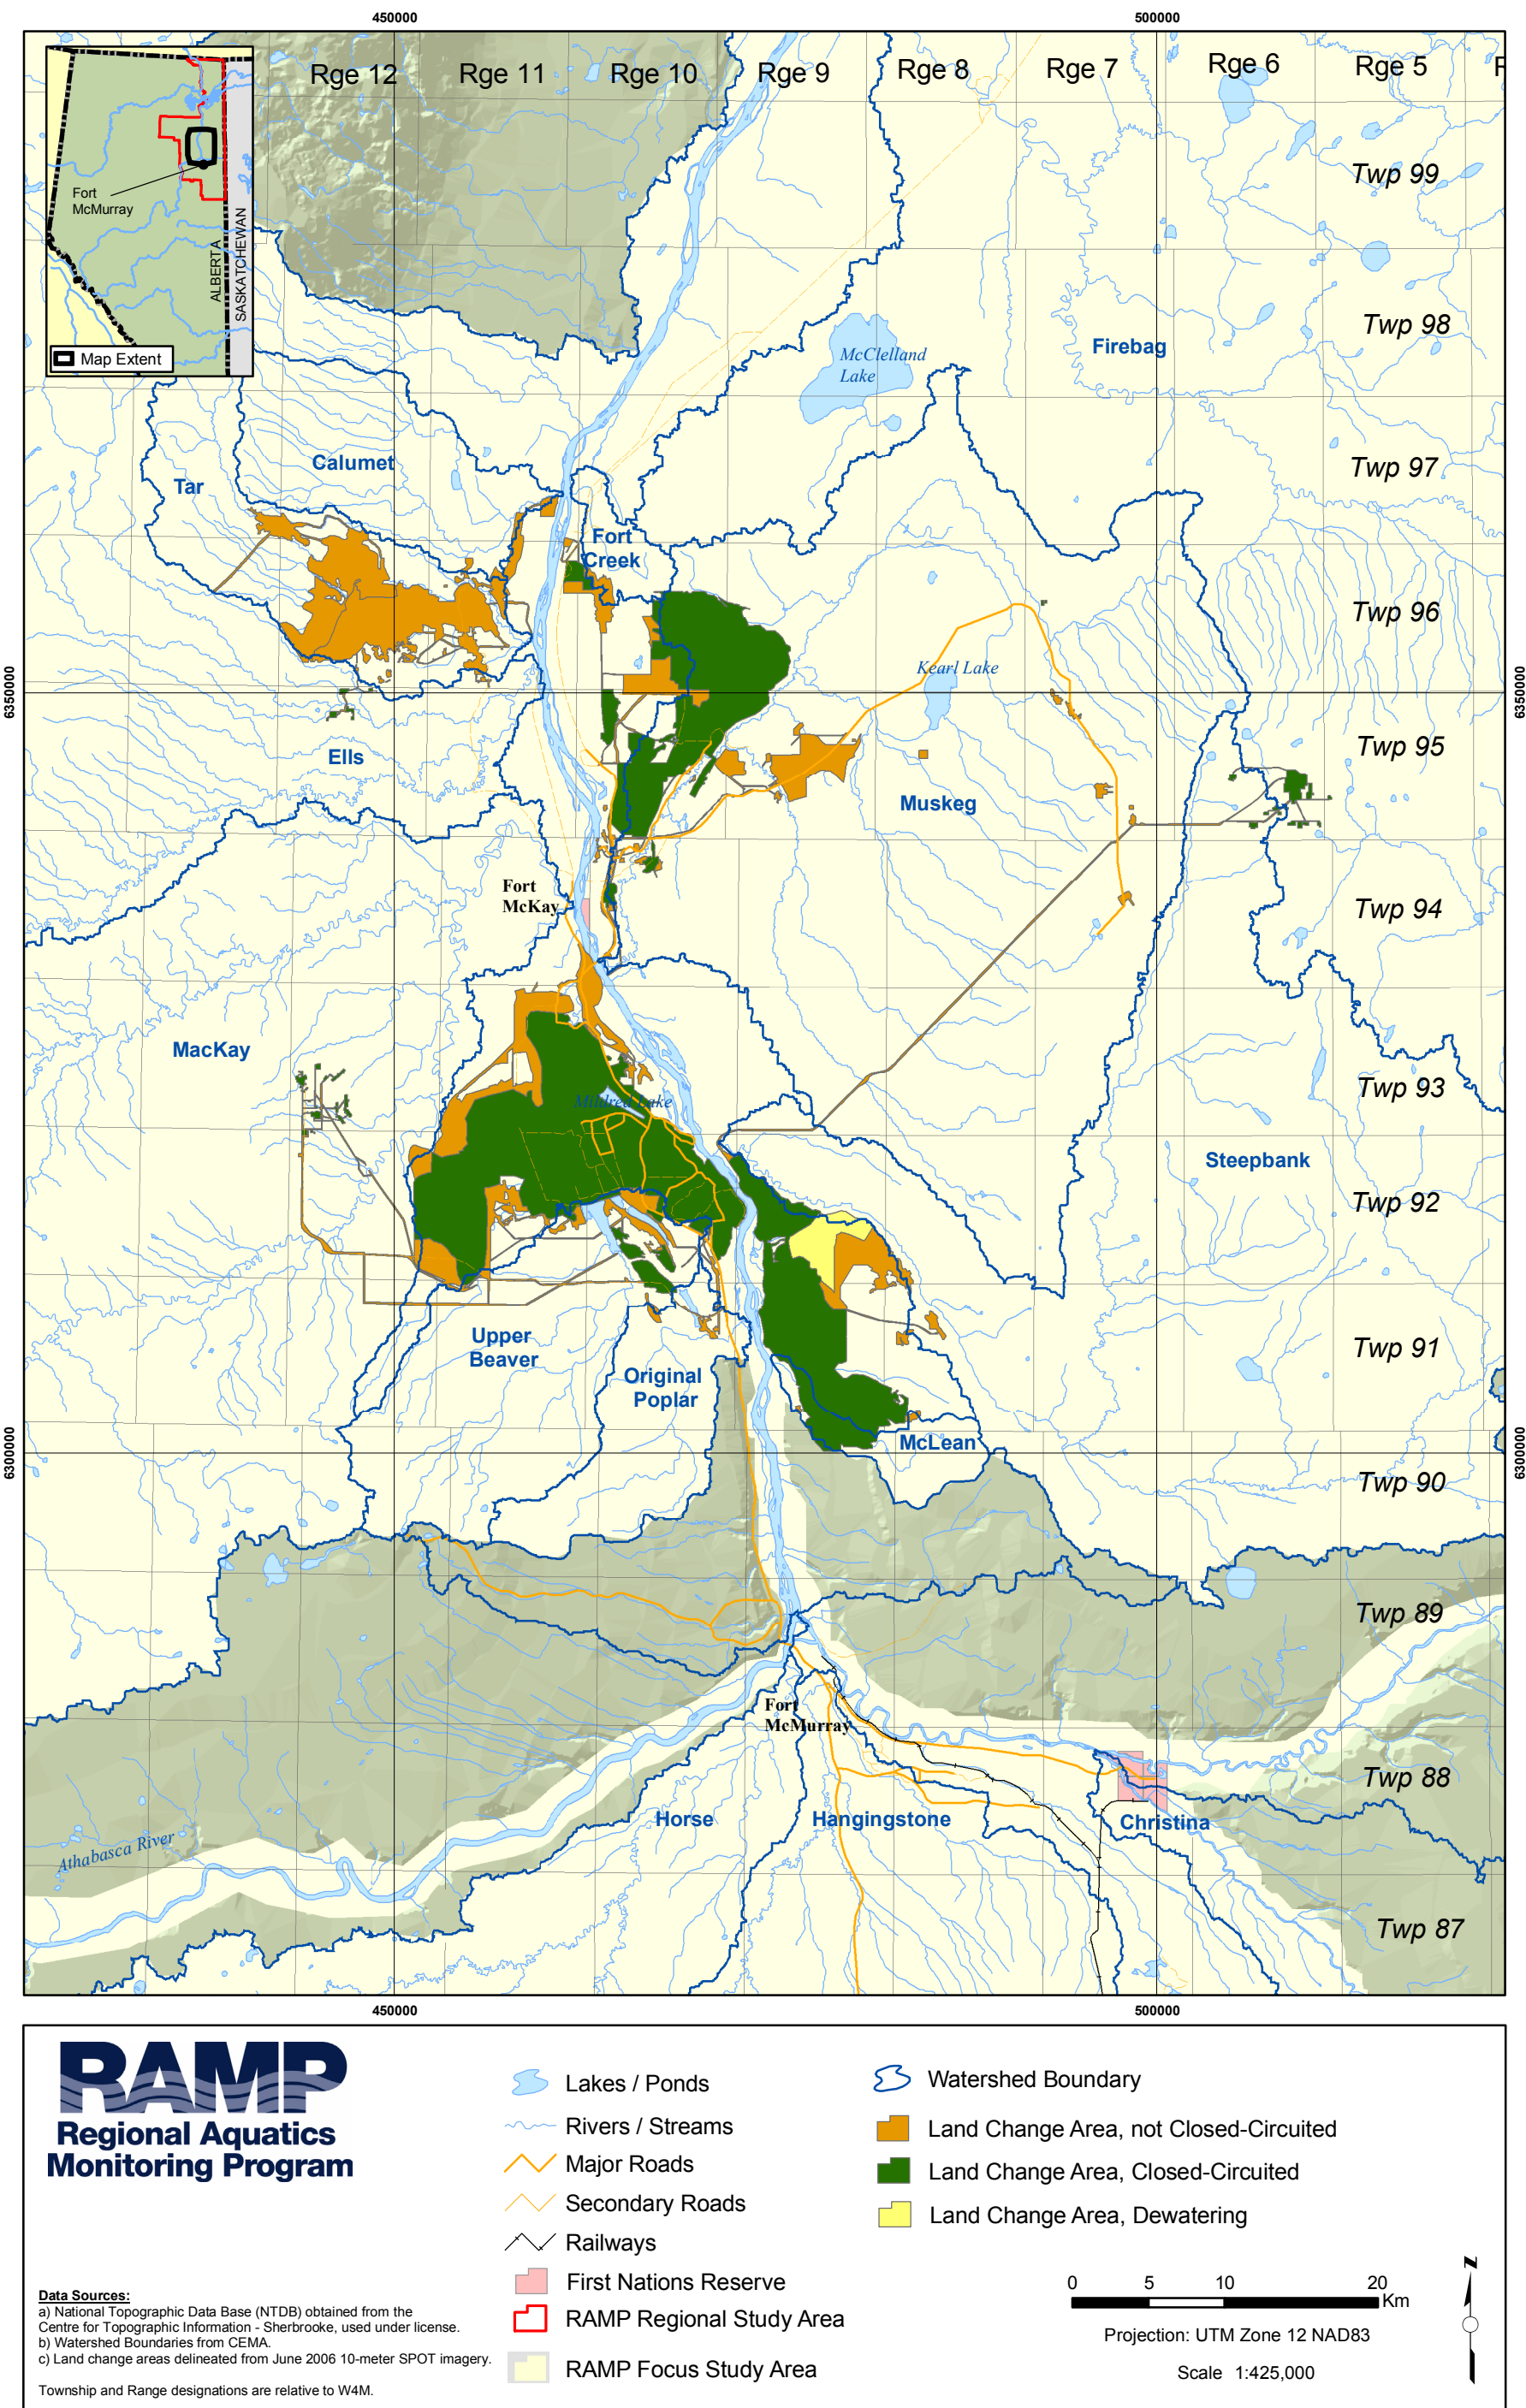 450000
500000
Rge 12
Rge 11
Rge 10
Rge 9
Rge 8
Rge 7
Rge 6
Rge 5
R
Fort
McMurray
ALBERTA
SASKATCHEWAN
Map Extent
Twp 99
Twp 98
Firebag
McClelland
Lake
Twp 97
Calumet
Tar
Fort
Creek
Twp 96
Kearl Lake
6350000
6350000
Twp 95
Ells
Muskeg
Fort
McKay
Twp 94
MacKay
Twp 93
Mildred Lake
Steepbank
Twp 92
Upper
Beaver
Twp 91
Original
Poplar
McLean
6300000
6300000
Twp 90
Twp 89
Fort
McMurray
Twp 88
Horse
Hangingstone
Christina
Athabasca River
Twp 87
450000
500000
RAMP
Regional Aquatics
Monitoring Program
Lakes / Ponds
Rivers / Streams
Major Roads
Secondary Roads
Railways
First Nations Reserve
RAMP Regional Study Area
RAMP Focus Study Area
Watershed Boundary
Land Change Area, not Closed-Circuited
Land Change Area, Closed-Circuited
Land Change Area, Dewatering
0 5 10 20
Km
Projection: UTM Zone 12 NAD83
Scale 1:425,000
N
Data Sources:
a) National Topographic Data Base (NTDB) obtained from the
Centre for Topographic Information - Sherbrooke, used under license.
b) Watershed Boundaries from CEMA.
c) Land change areas delineated from June 2006 10-meter SPOT imagery.
Township and Range designations are relative to W4M.